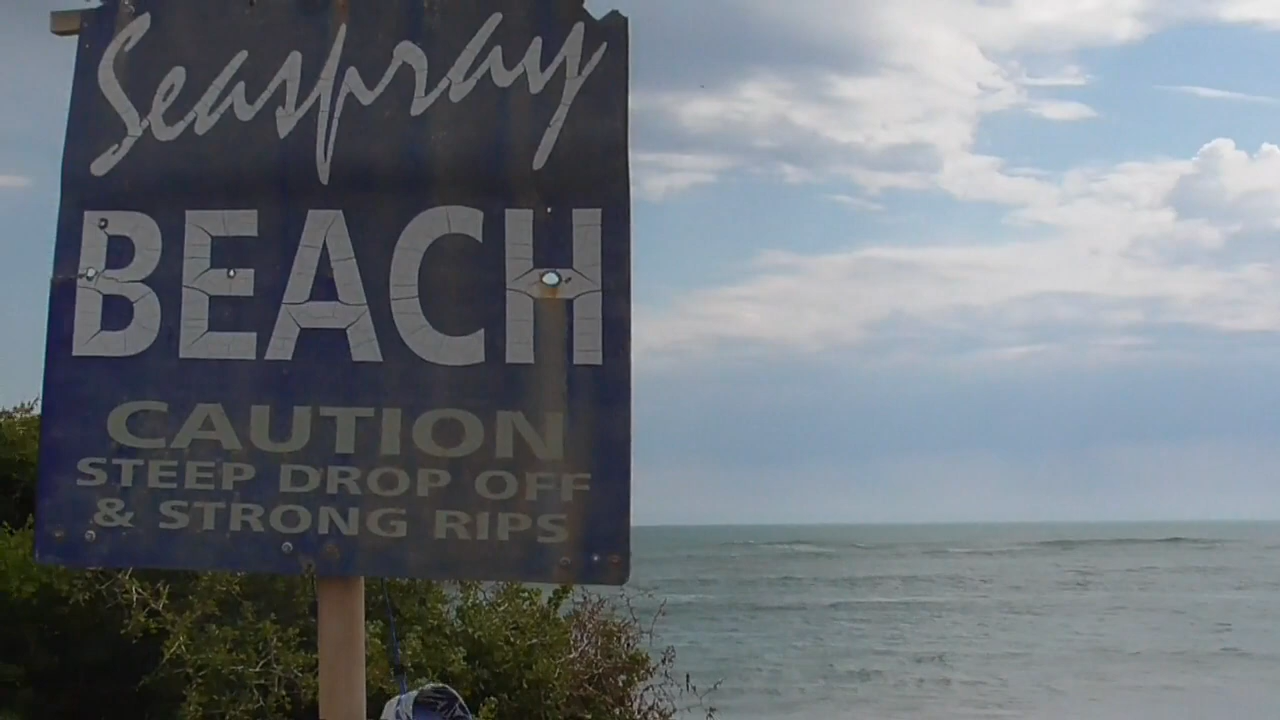 Seaspray
BEACH
CAUTION
STEEP DROP OFF
& STRONG RIPS